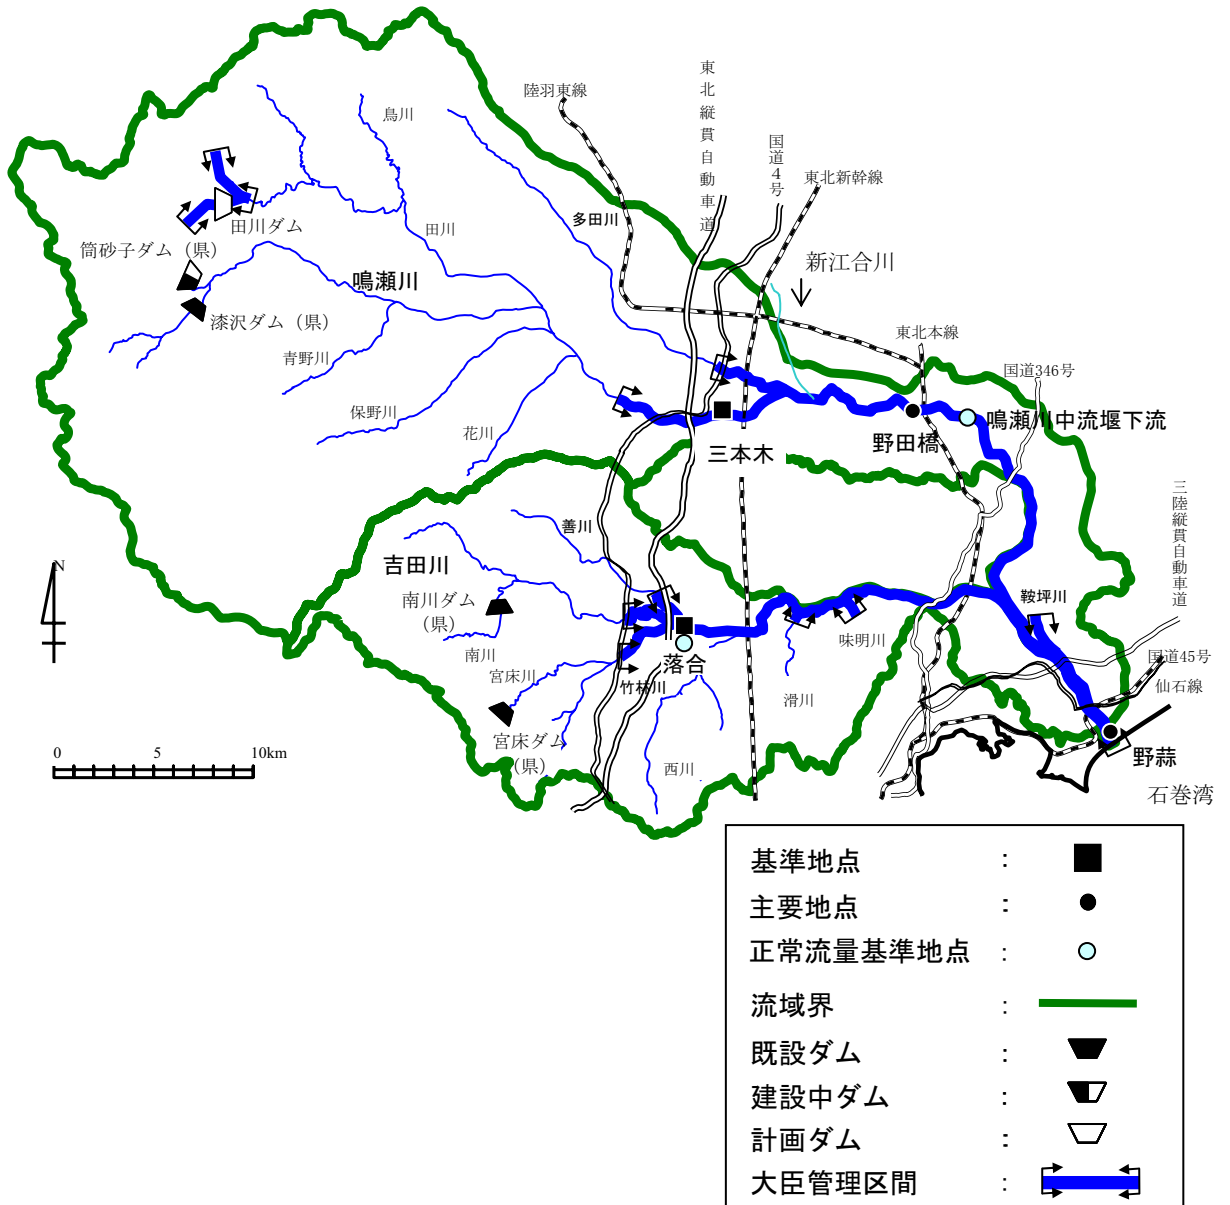 陸羽東線
東北縦貫自動車道
国道4号
東北新幹線
鳥川
多田川
新江合川
田川
田川ダム
筒砂子ダム（県）
鳴瀬川
漆沢ダム（県）
青野川
保野川
花川
東北本線
国道346号
三本木
野田橋
鳴瀬川中流堰下流
三陸縦貫自動車道
善川
吉田川
南川ダム
（県）
南川
宮床川
竹林川
落合
宮床ダム
（県）
西川
滑川
味明川
鞍坪川
国道45号
仙石線
野蒜
石巻湾
N
0 5 10km
基準地点 :
主要地点 :
正常流量基準地点 :
流域界 :
既設ダム :
建設中ダム :
計画ダム :
大臣管理区間 :